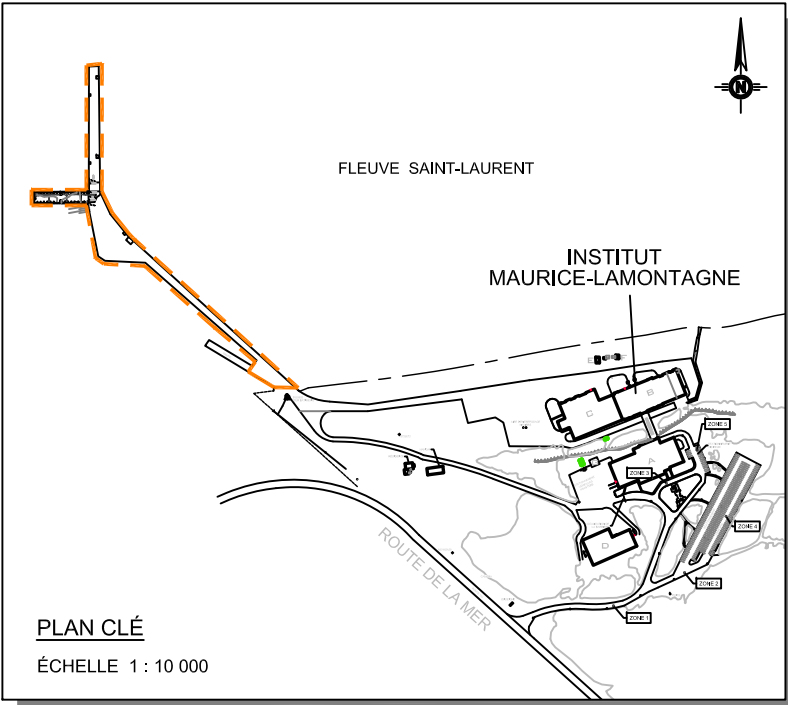 N
FLEUVE SAINT-LAURENT
INSTITUT
MAURICE-LAMONTAGNE
C
B
ZONE 5
A
ZONE 3
ZONE 4
D
ROUTE DE LA MER
ZONE 2
ZONE 1
PLAN CLÉ
ÉCHELLE 1 : 10 000